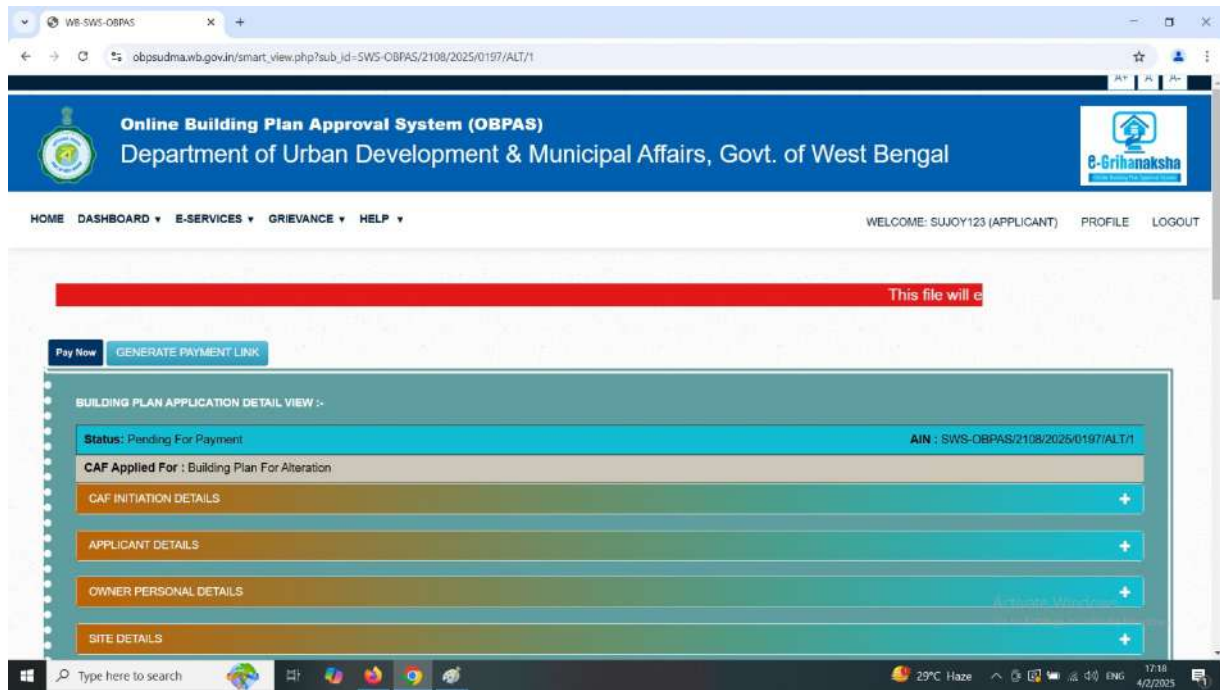 WB-SWS-OBPAS
obpsudma.wb.gov.in/smart_view.php?sub_id=SWS-OBPAS/2108/2025/0197/ALT/1
A+ A A-
Online Building Plan Approval System (OBPAS)
Department of Urban Development & Municipal Affairs, Govt. of West Bengal
e-Grihanaksha
HOME DASHBOARD ▾ E-SERVICES ▾ GRIEVANCE ▾ HELP ▾ WELCOME: SUJOY123 (APPLICANT) PROFILE LOGOUT
This file will e
Pay Now GENERATE PAYMENT LINK
BUILDING PLAN APPLICATION DETAIL VIEW :-
Status: Pending For Payment AIN : SWS-OBPAS/2108/2025/0197/ALT/1
CAF Applied For : Building Plan For Alteration
CAF INITIATION DETAILS +
APPLICANT DETAILS +
OWNER PERSONAL DETAILS +
Activate Windows
SITE DETAILS +
Type here to search 29°C Haze ENG 17:18
4/2/2025